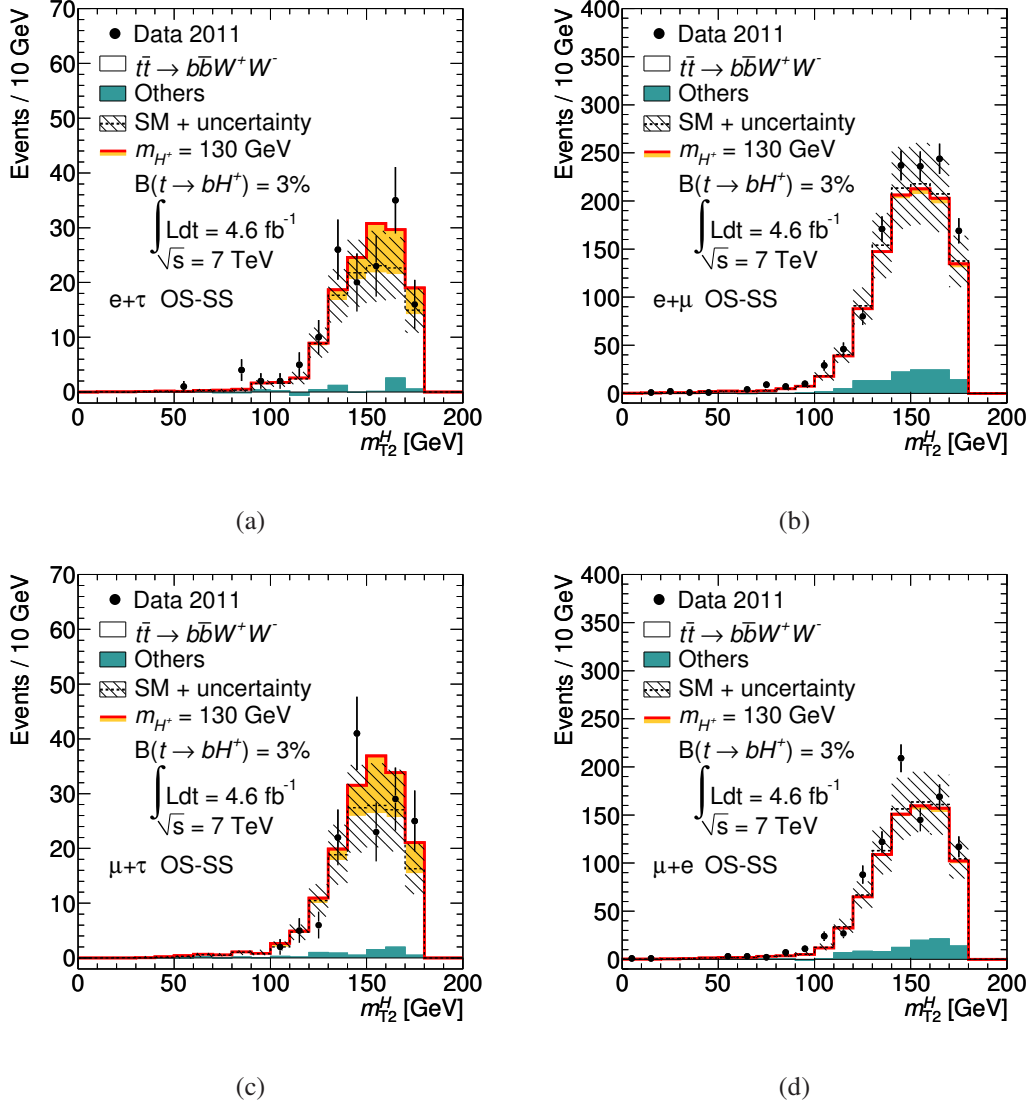 Events / 10 GeV
70
60
50
40
30
20
10
0
Data 2011
tt̄ → bb̄W⁺W⁻
Others
SM + uncertainty
m_H⁺ = 130 GeV
B(t → bH⁺) = 3%
∫ Ldt = 4.6 fb⁻¹
√s = 7 TeV
e+τ OS-SS
0 50 100 150 200
m_T2^H [GeV]
(a)
Events / 10 GeV
400
350
300
250
200
150
100
50
0
Data 2011
tt̄ → bb̄W⁺W⁻
Others
SM + uncertainty
m_H⁺ = 130 GeV
B(t → bH⁺) = 3%
∫ Ldt = 4.6 fb⁻¹
√s = 7 TeV
e+μ OS-SS
0 50 100 150 200
m_T2^H [GeV]
(b)
Events / 10 GeV
70
60
50
40
30
20
10
0
Data 2011
tt̄ → bb̄W⁺W⁻
Others
SM + uncertainty
m_H⁺ = 130 GeV
B(t → bH⁺) = 3%
∫ Ldt = 4.6 fb⁻¹
√s = 7 TeV
μ+τ OS-SS
0 50 100 150 200
m_T2^H [GeV]
(c)
Events / 10 GeV
400
350
300
250
200
150
100
50
0
Data 2011
tt̄ → bb̄W⁺W⁻
Others
SM + uncertainty
m_H⁺ = 130 GeV
B(t → bH⁺) = 3%
∫ Ldt = 4.6 fb⁻¹
√s = 7 TeV
μ+e OS-SS
0 50 100 150 200
m_T2^H [GeV]
(d)